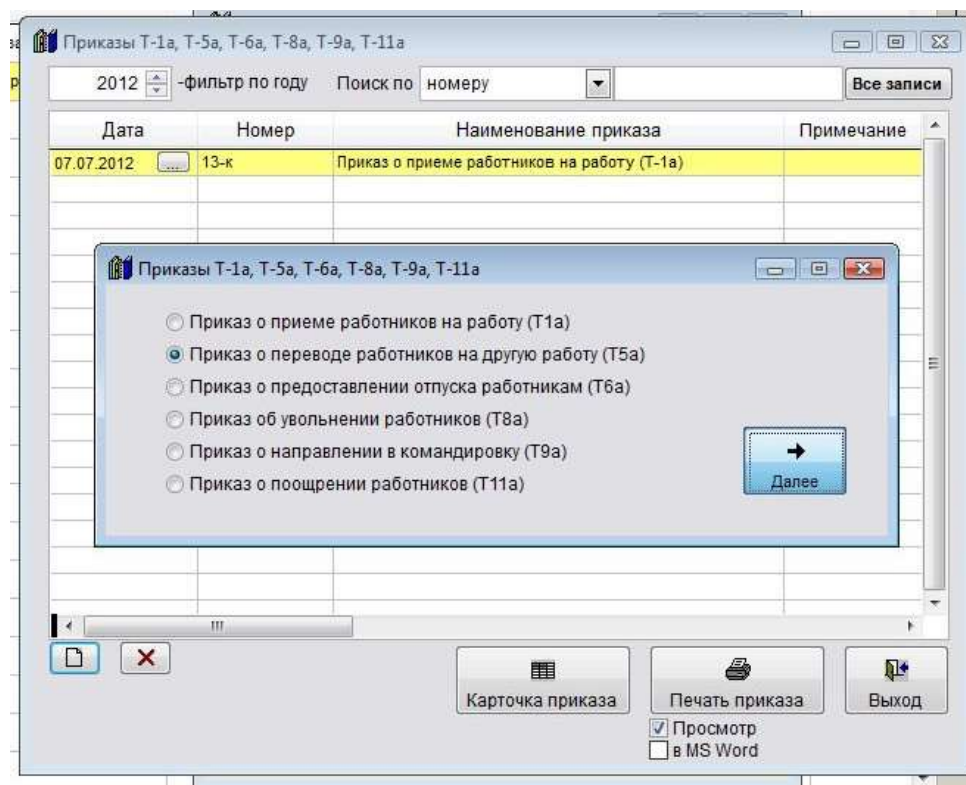 Приказы Т-1а, Т-5а, Т-6а, Т-8а, Т-9а, Т-11а
2012 -фильтр по году Поиск по номеру Все записи
Дата Номер Наименование приказа Примечание
07.07.2012 ... 13-к Приказ о приеме работников на работу (Т-1а)
Приказы Т-1а, Т-5а, Т-6а, Т-8а, Т-9а, Т-11а
Приказ о приеме работников на работу (Т1а)
Приказ о переводе работников на другую работу (Т5а)
Приказ о предоставлении отпуска работникам (Т6а)
Приказ об увольнении работников (Т8а)
Приказ о направлении в командировку (Т9а)
Приказ о поощрении работников (Т11а)
Далее
Карточка приказа Печать приказа Выход
Просмотр
в MS Word